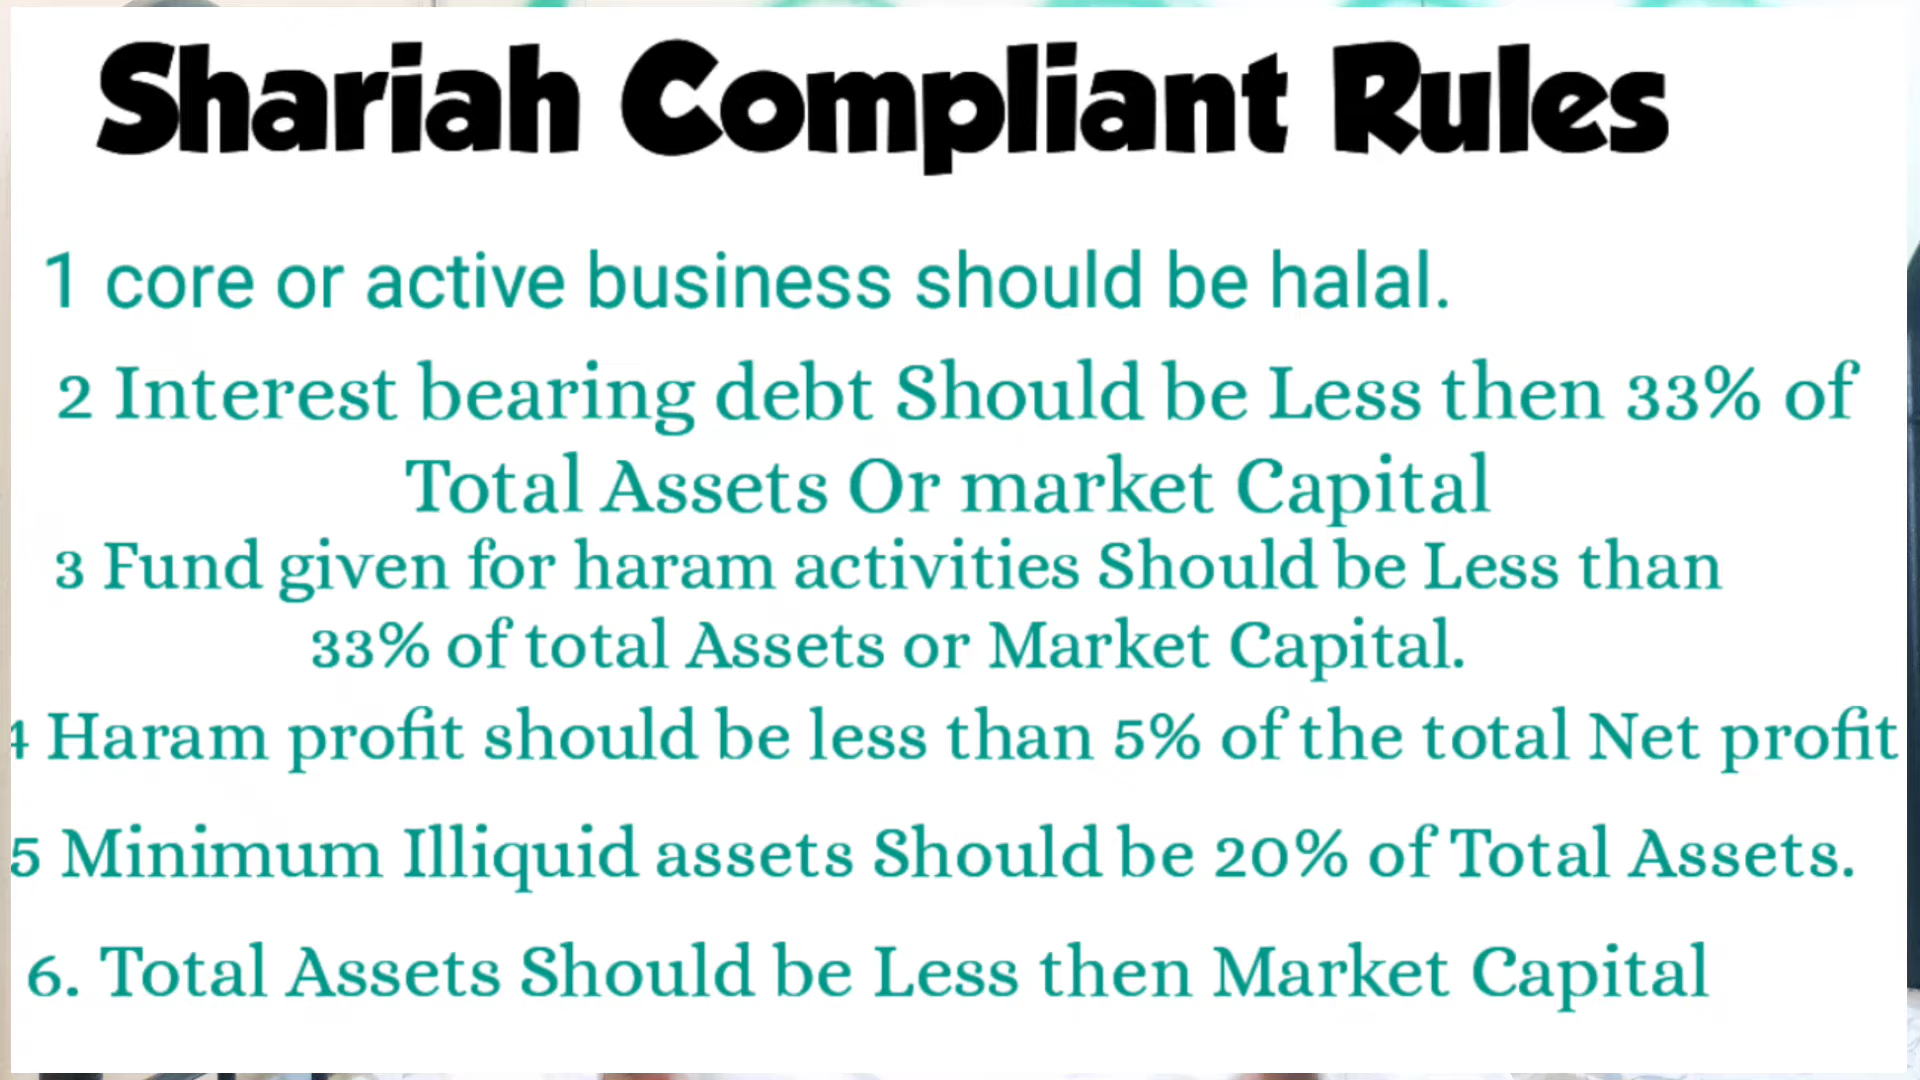 Shariah Compliant Rules
1 core or active business should be halal.
2 Interest bearing debt Should be Less then 33% of
Total Assets Or market Capital
3 Fund given for haram activities Should be Less than
33% of total Assets or Market Capital.
4 Haram profit should be less than 5% of the total Net profit
5 Minimum Illiquid assets Should be 20% of Total Assets.
6. Total Assets Should be Less then Market Capital